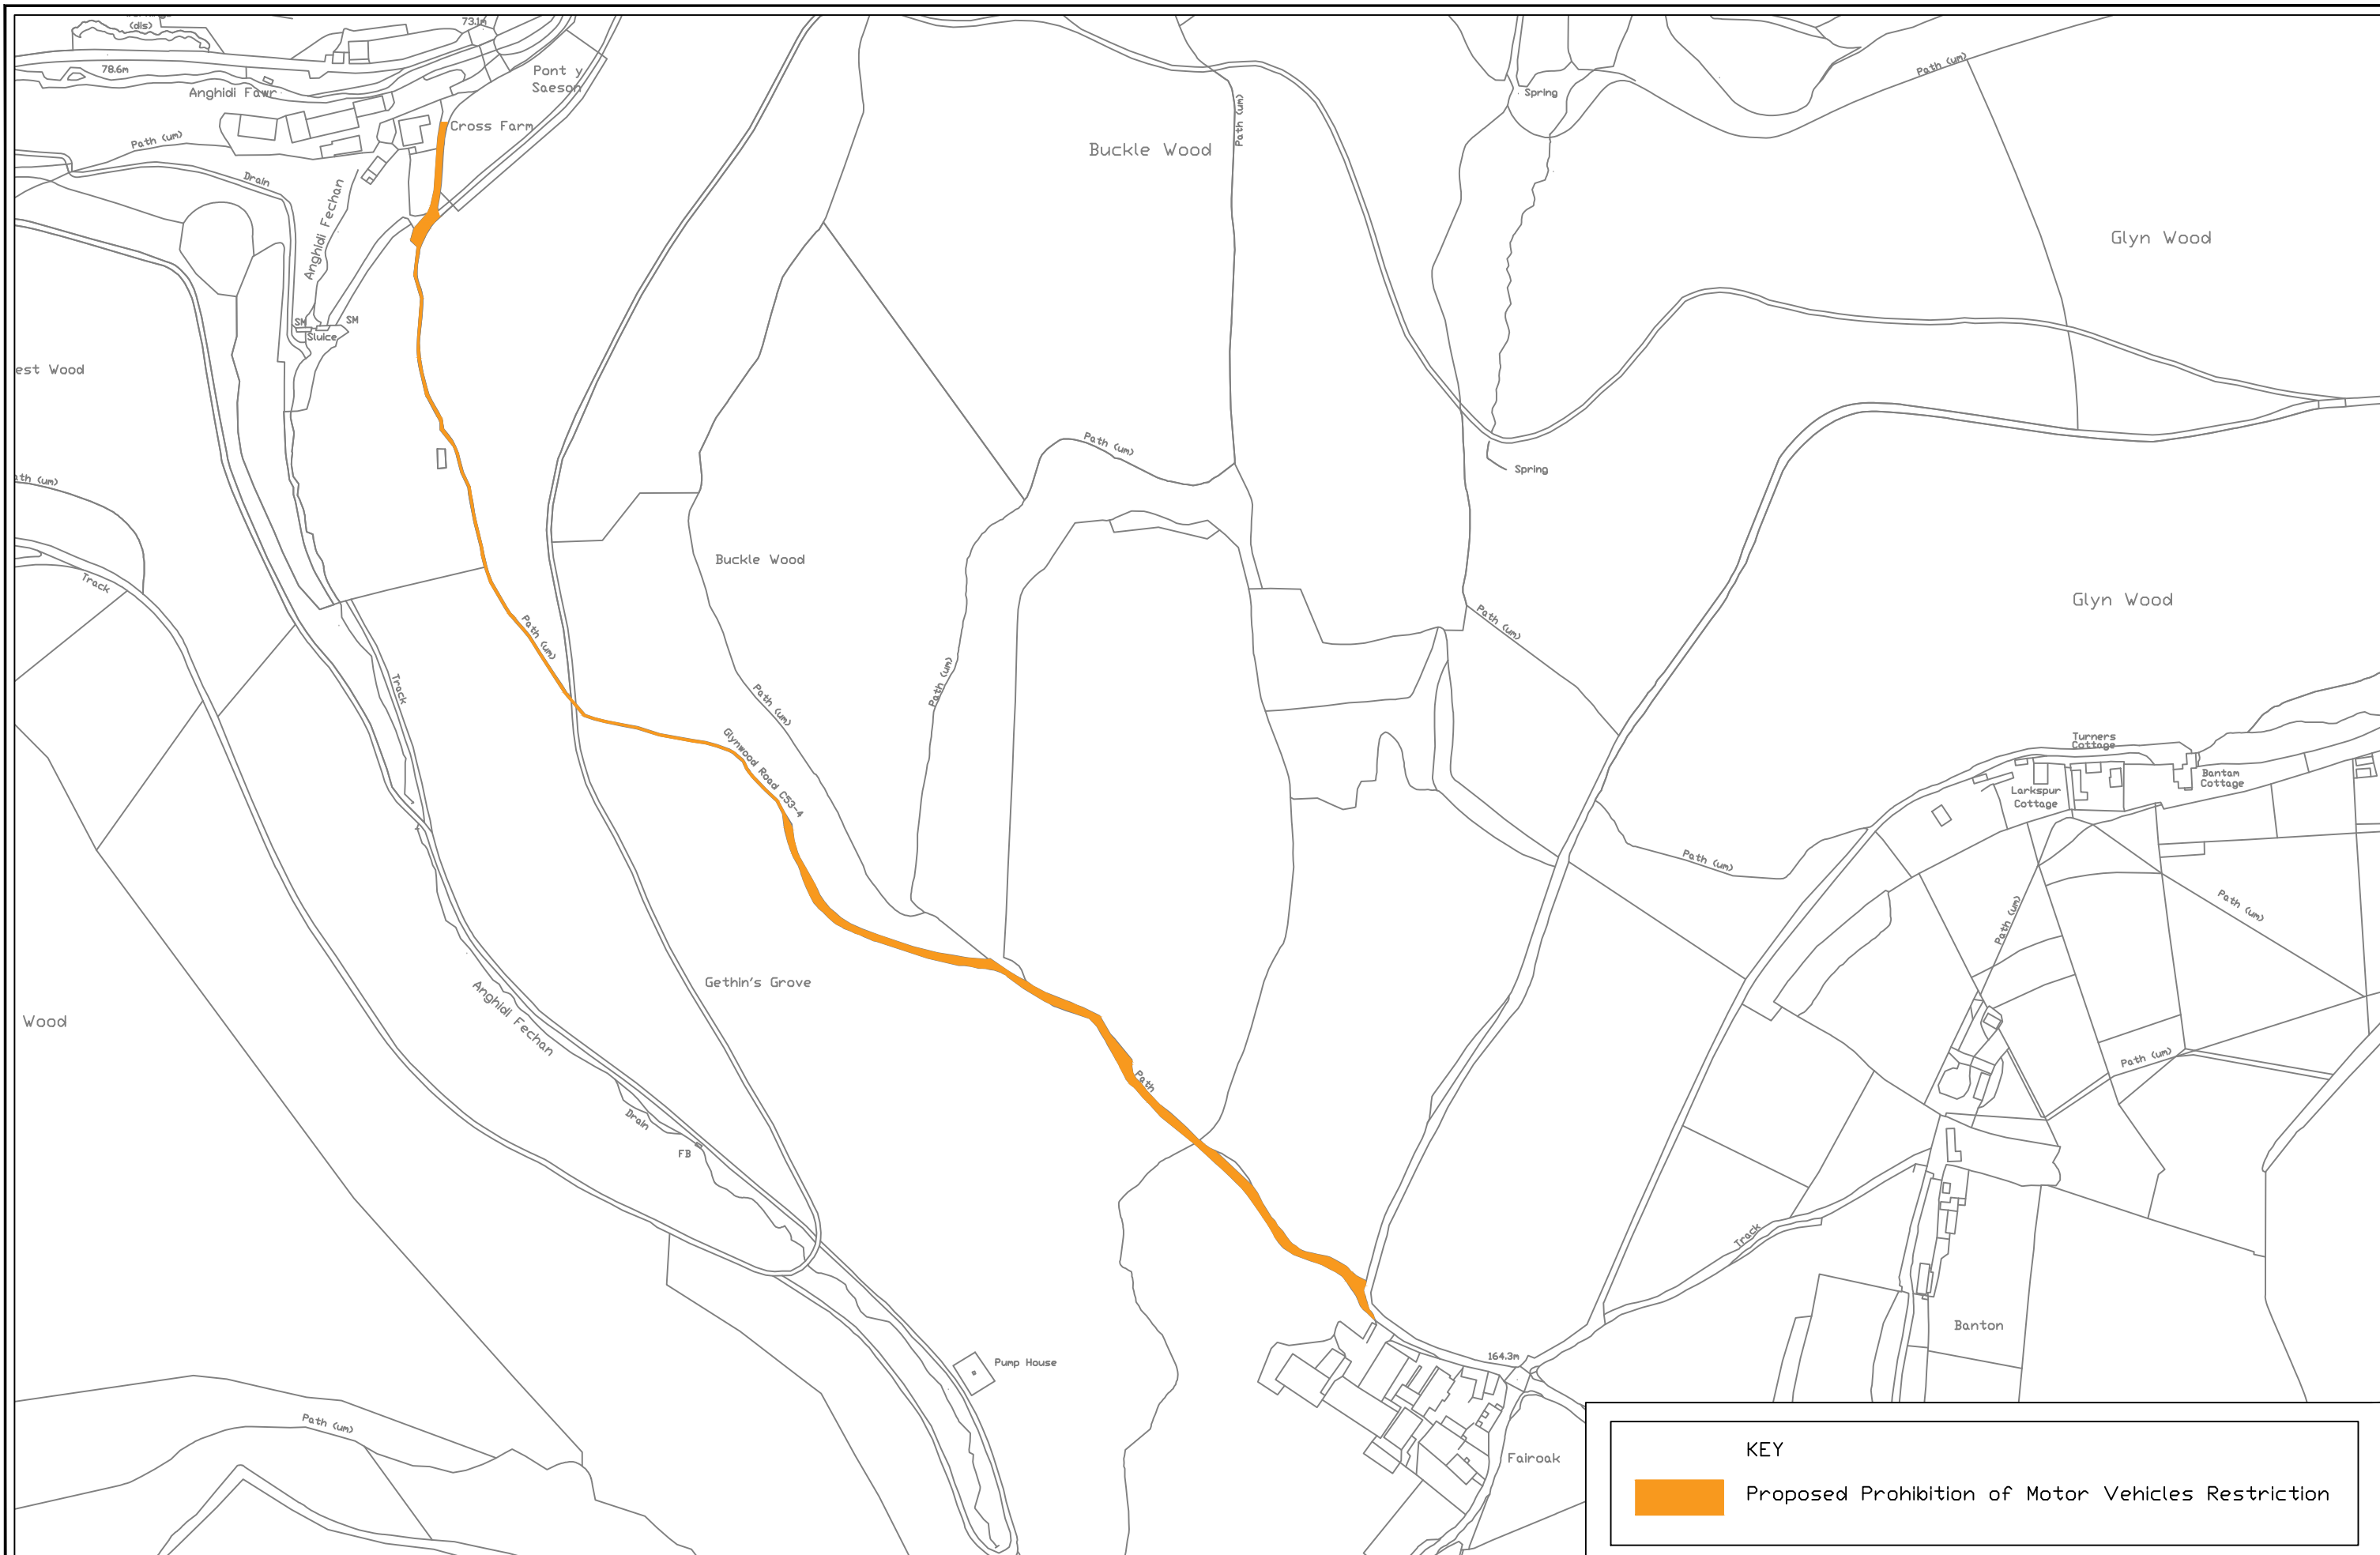 (dis)
73.1m
78.6m
Pont y
Saeson
Anghidi Fawr
Cross Farm
Path (um)
Drain
Anghidi Fechan
SM
SM
Sluice
est Wood
ath (um)
Track
Buckle Wood
Path (um)
Spring
Path (um)
Glyn Wood
Path (um)
Spring
Buckle Wood
Path (um)
Path (um)
Path (um)
Path (um)
Glyn Wood
Track
Glynwood Road C53-4
Turners
Cottage
Bantam
Cottage
Larkspur
Cottage
Path (um)
Path (um)
Path (um)
Gethin's Grove
Wood
Anghidi Fechan
Path
Path (um)
Drain
FB
Track
Banton
Pump House
164.3m
Path (um)
Fairoak
KEY
Proposed Prohibition of Motor Vehicles Restriction